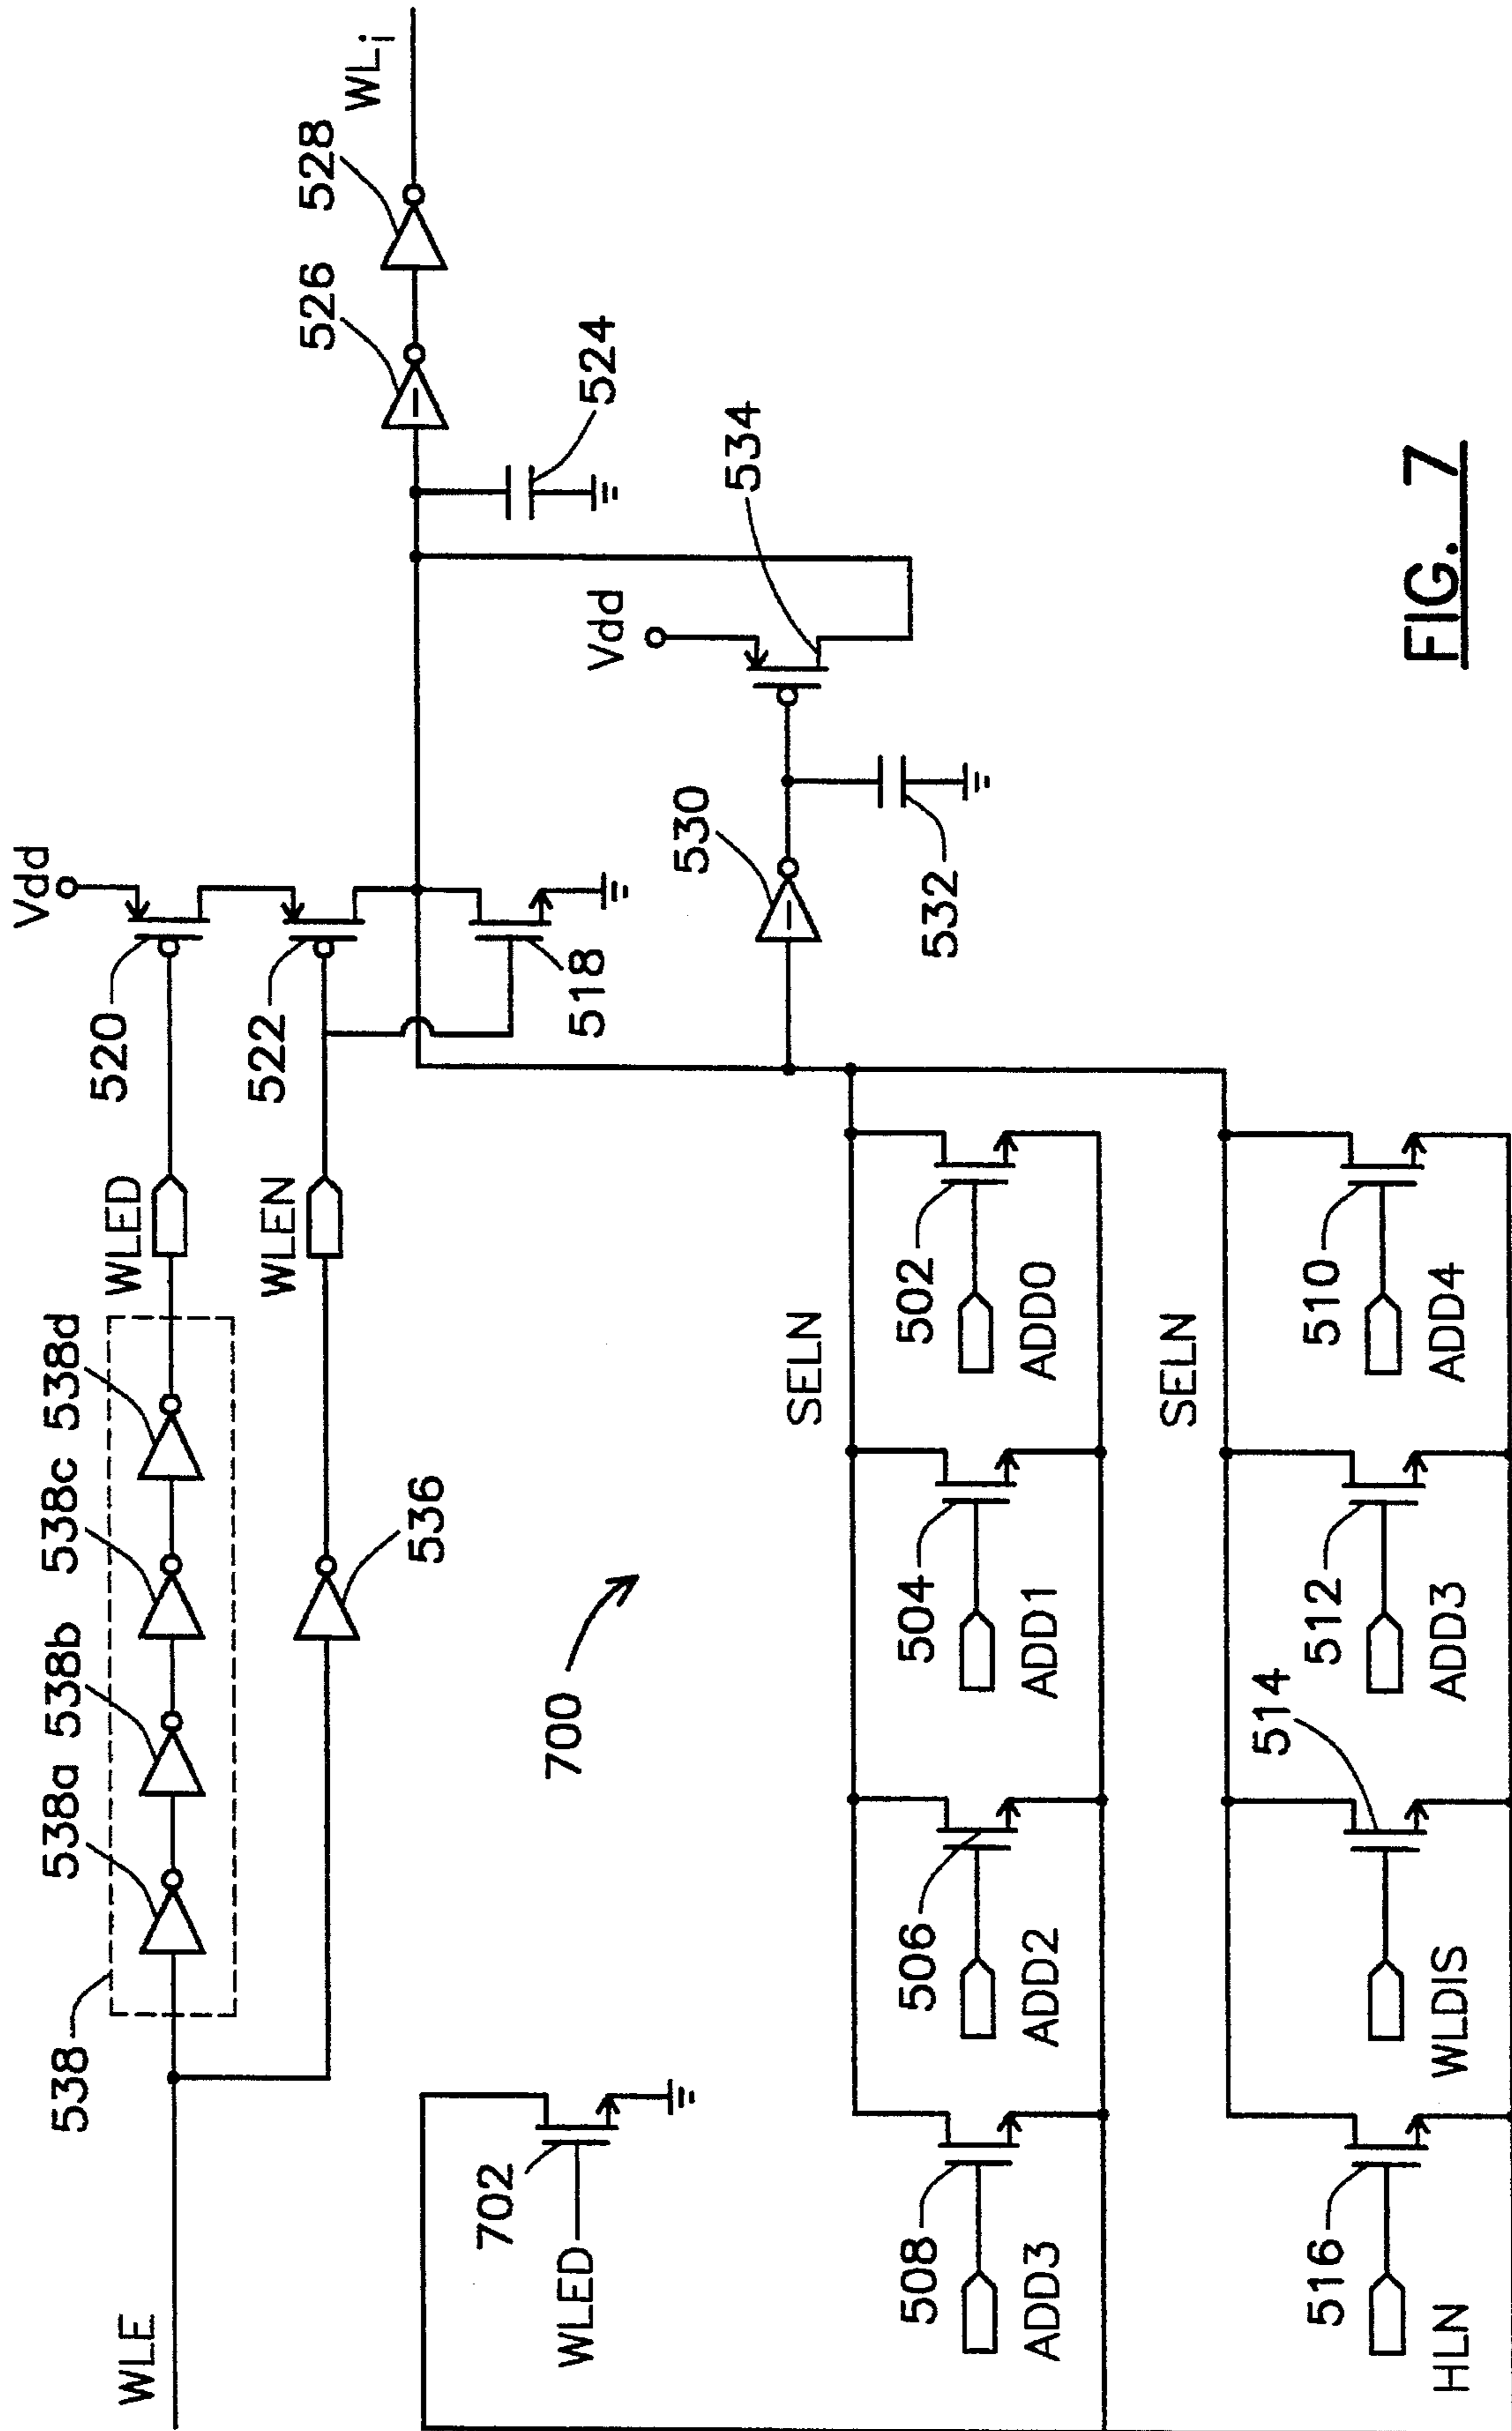 WLE
538
538a
538b
538c
538d
WLED
520
Vdd
WLEN
522
536
518
526
528
WLi
524
700
702
WLED
530
532
Vdd
534
SELN
508
ADD3
506
ADD2
504
ADD1
502
ADD0
SELN
516
HLN
514
WLDIS
512
ADD3
510
ADD4
FIG. 7